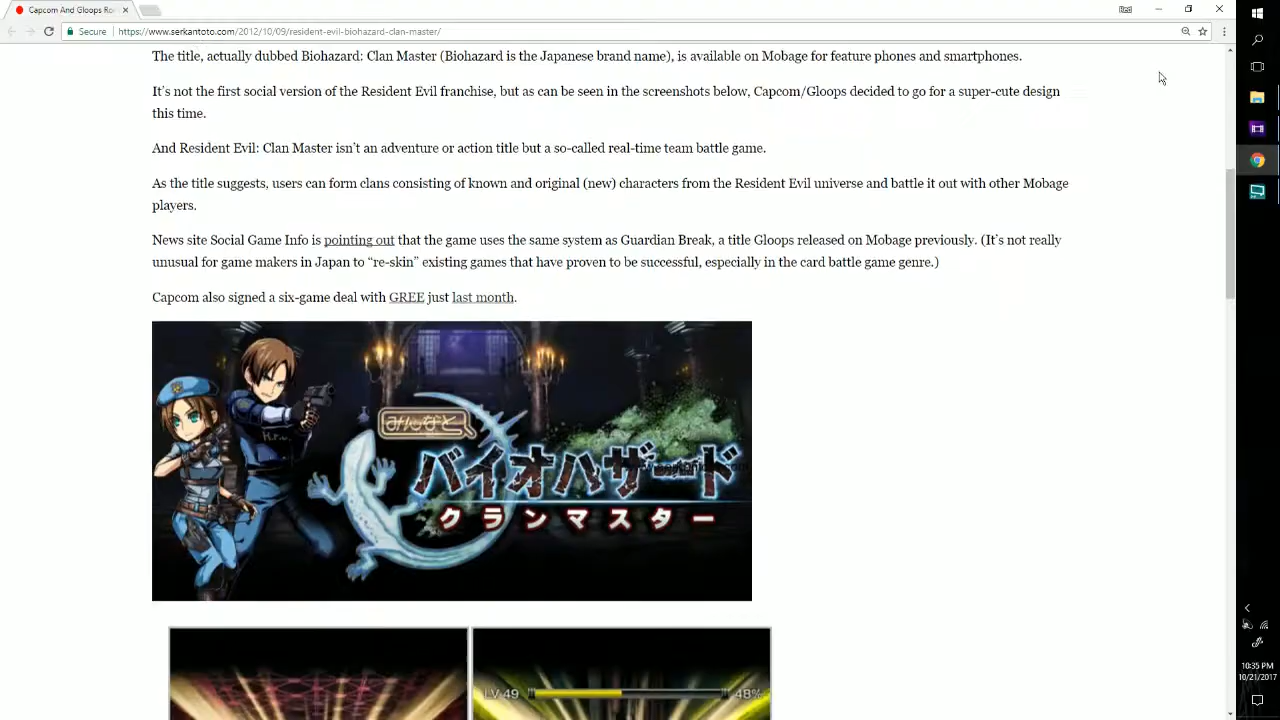 Capcom And Gloops Ro
Secure
https://www.serkantoto.com/2012/10/09/resident-evil-biohazard-clan-master/
The title, actually dubbed Biohazard: Clan Master (Biohazard is the Japanese brand name), is available on Mobage for feature phones and smartphones.
It's not the first social version of the Resident Evil franchise, but as can be seen in the screenshots below, Capcom/Gloops decided to go for a super-cute design
this time.
And Resident Evil: Clan Master isn't an adventure or action title but a so-called real-time team battle game.
As the title suggests, users can form clans consisting of known and original (new) characters from the Resident Evil universe and battle it out with other Mobage
players.
News site Social Game Info is pointing out that the game uses the same system as Guardian Break, a title Gloops released on Mobage previously. (It's not really
unusual for game makers in Japan to “re-skin” existing games that have proven to be successful, especially in the card battle game genre.)
Capcom also signed a six-game deal with GREE just last month.
みんなと
バイオハザード
クランマスター
LV.49
48%
10:35 PM
10/21/2017